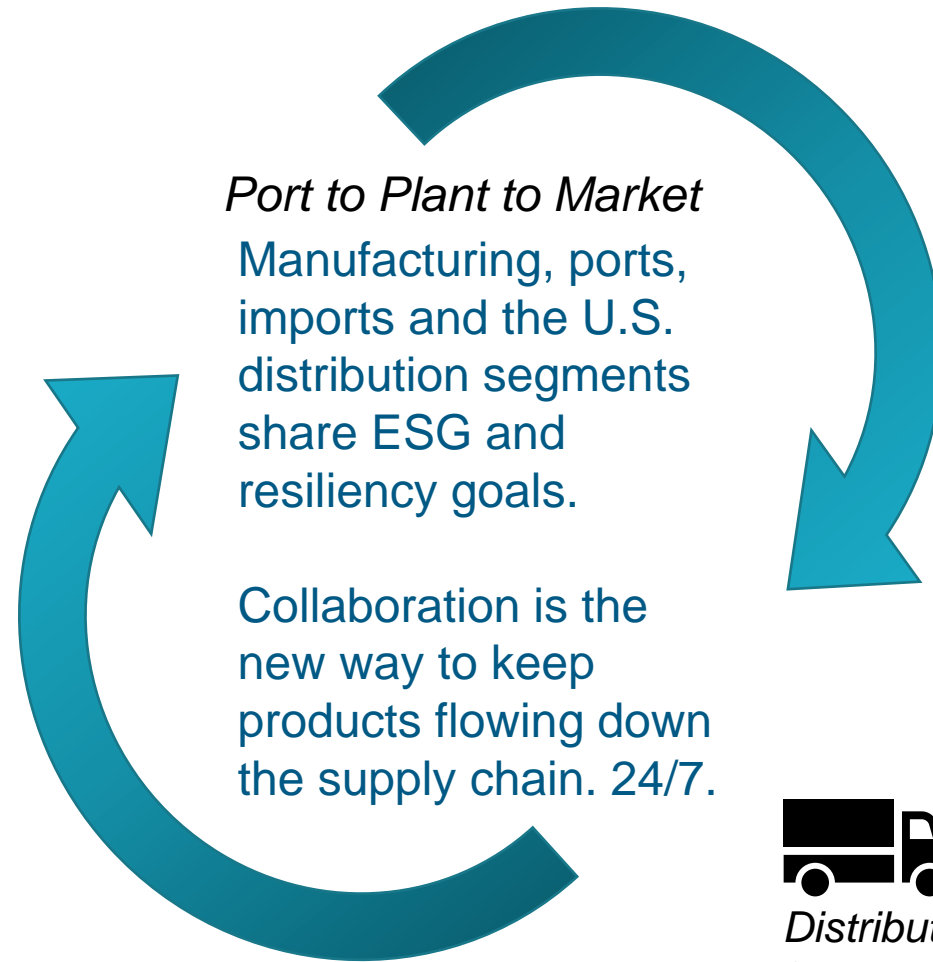 Port to Plant to Market
Manufacturing, ports,
imports and the U.S.
distribution segments
share ESG and
resiliency goals.
Collaboration is the
new way to keep
products flowing down
the supply chain. 24/7.